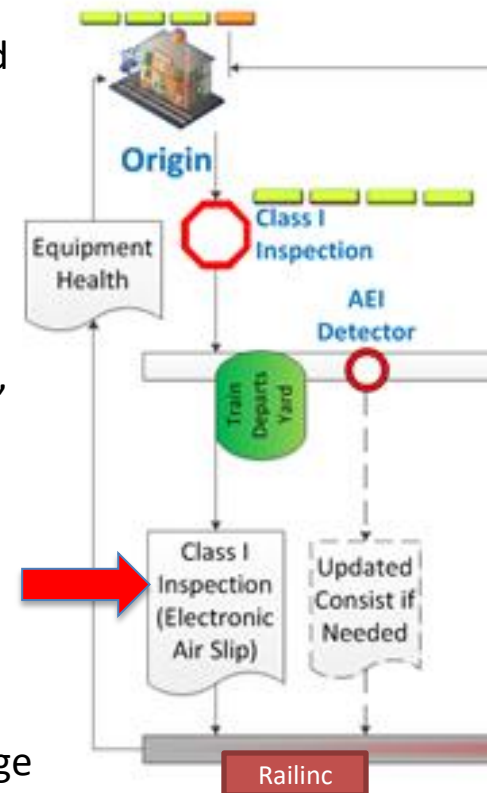 d
Origin
Class I
Inspection
Equipment
Health
AEI
Detector
,
Train
Departs
Yard
Class I
Inspection
(Electronic
Air Slip)
Updated
Consist if
Needed
ge
Railinc